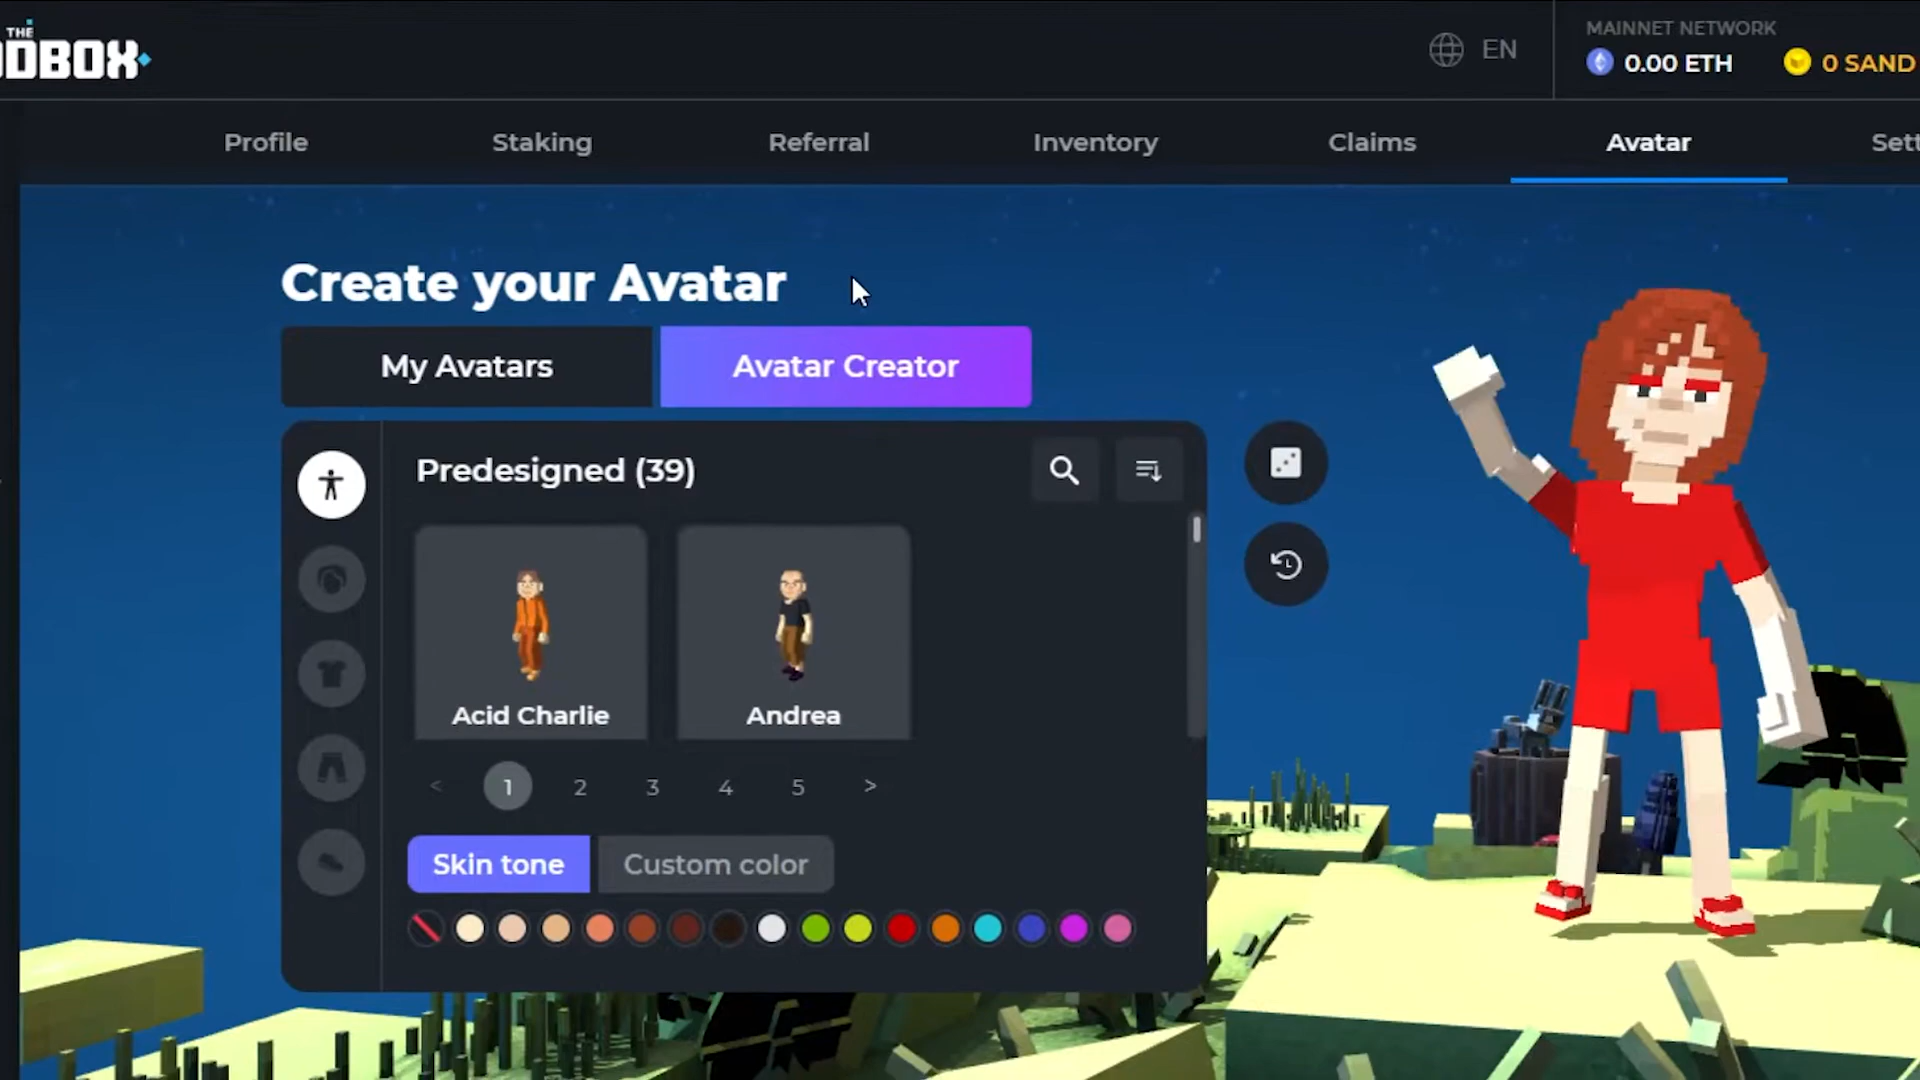 THE
DBOX
EN
MAINNET NETWORK
0.00 ETH
0 SAND
Profile
Staking
Referral
Inventory
Claims
Avatar
Sett
Create your Avatar
My Avatars
Avatar Creator
Predesigned (39)
Acid Charlie
Andrea
< 1 2 3 4 5 >
Skin tone
Custom color